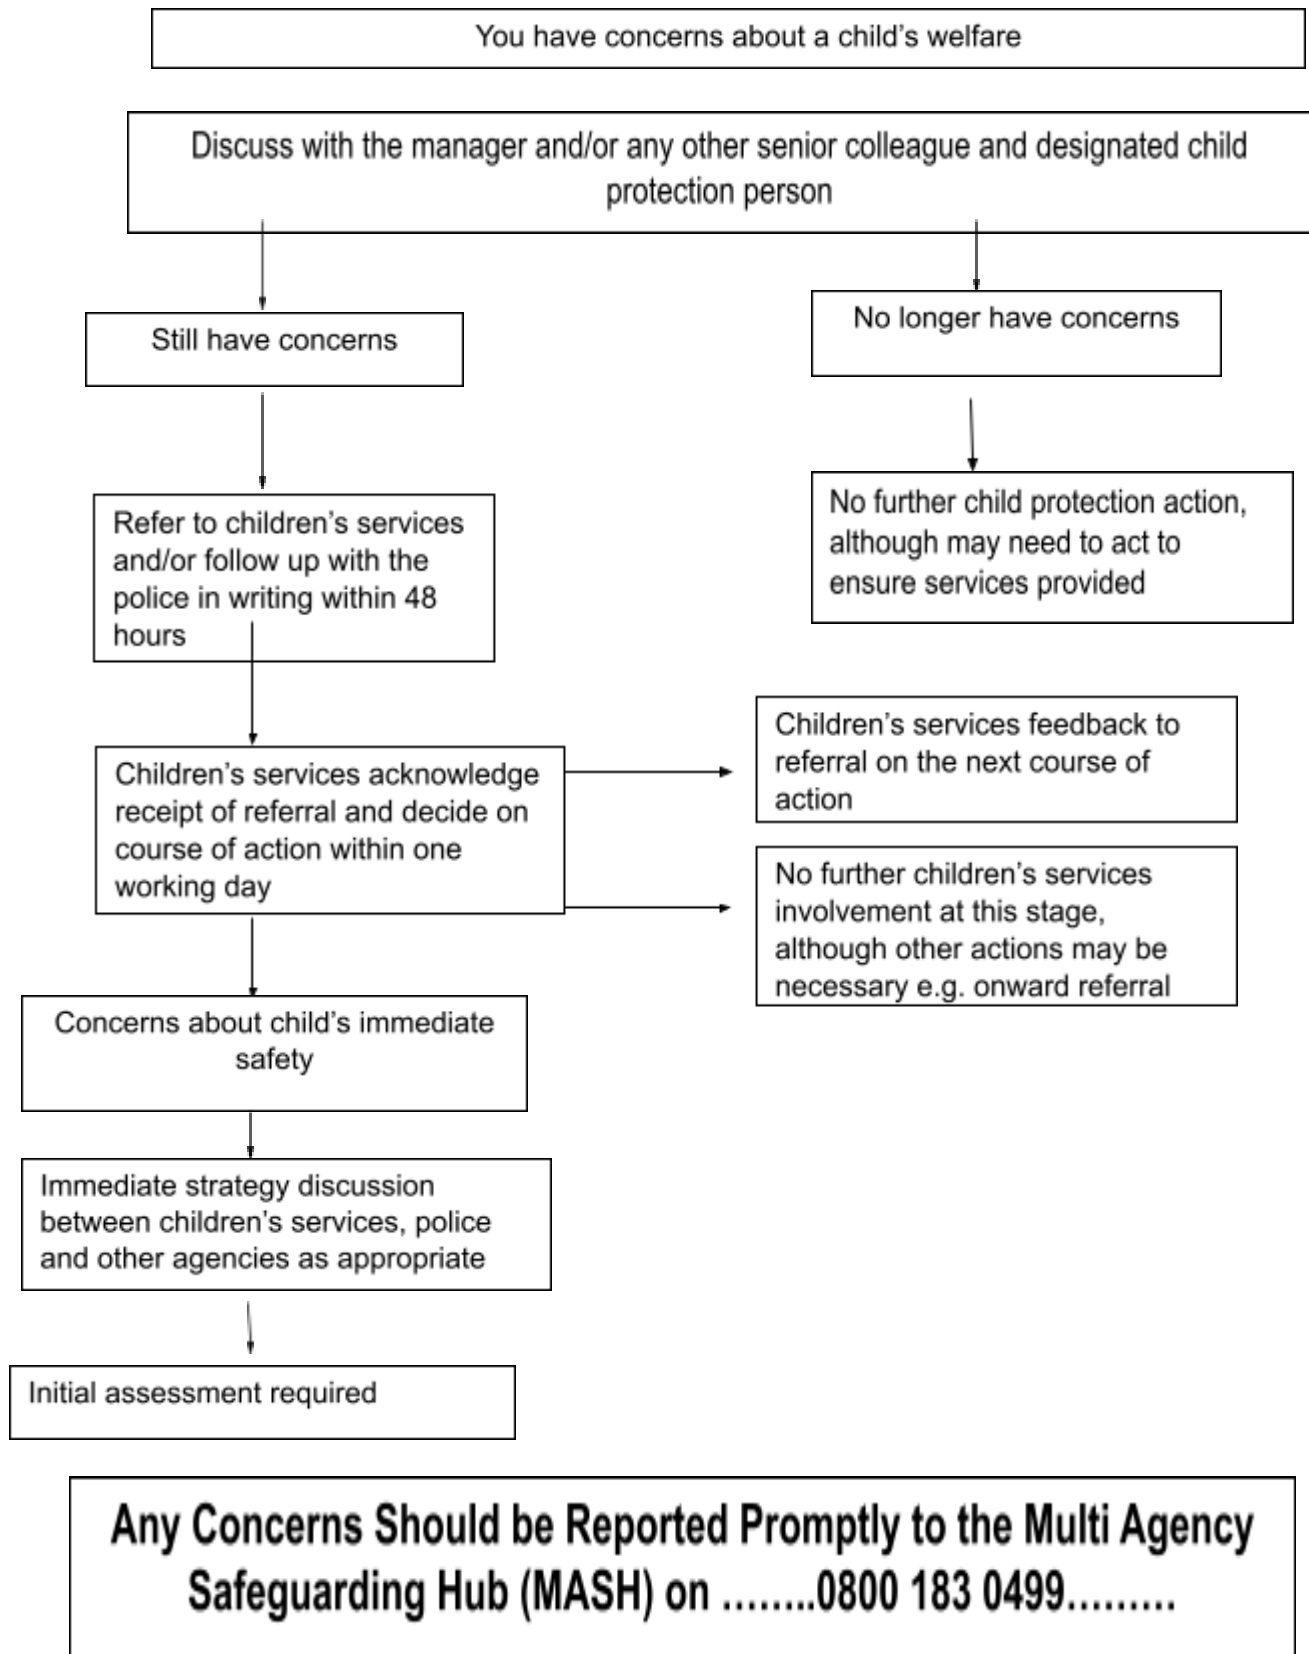 You have concerns about a child’s welfare
Discuss with the manager and/or any other senior colleague and designated child
protection person
Still have concerns
No longer have concerns
Refer to children’s services
and/or follow up with the
police in writing within 48
hours
No further child protection action,
although may need to act to
ensure services provided
Children’s services acknowledge
receipt of referral and decide on
course of action within one
working day
Children’s services feedback to
referral on the next course of
action
No further children’s services
involvement at this stage,
although other actions may be
necessary e.g. onward referral
Concerns about child’s immediate
safety
Immediate strategy discussion
between children’s services, police
and other agencies as appropriate
Initial assessment required
Any Concerns Should be Reported Promptly to the Multi Agency
Safeguarding Hub (MASH) on ........0800 183 0499.........